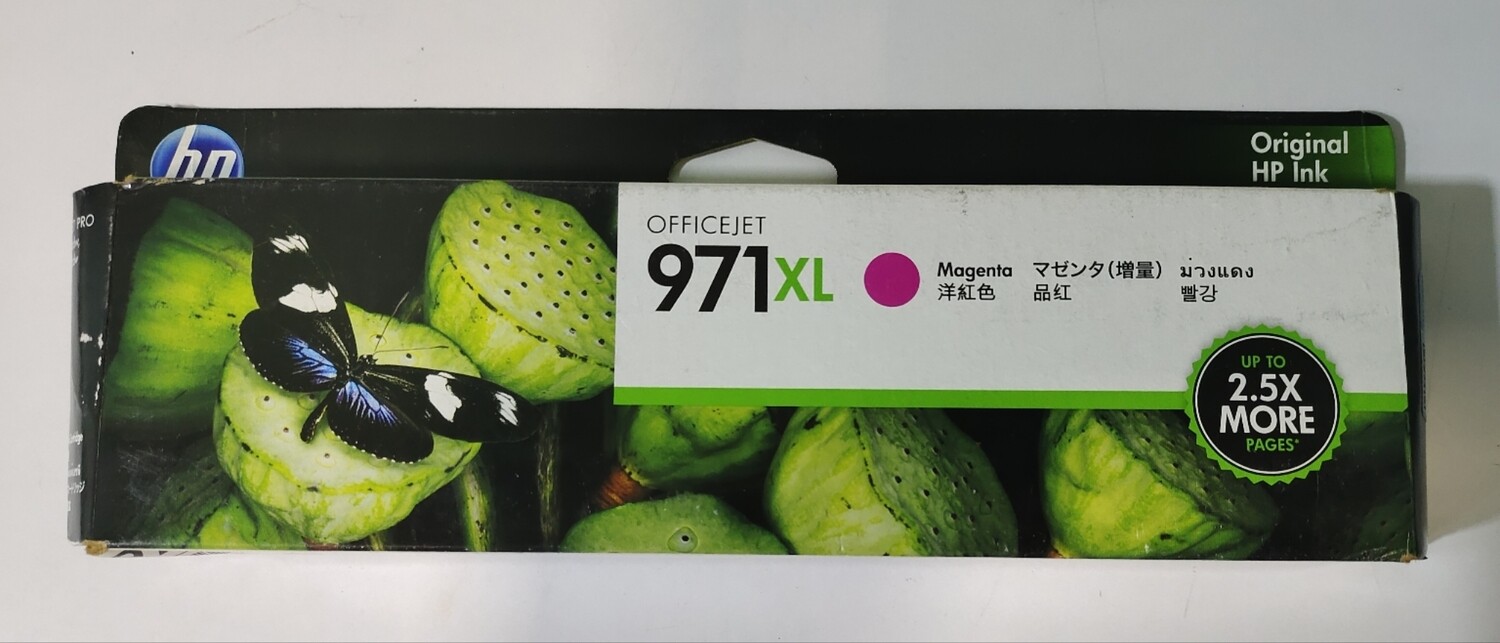 hp
Original
HP Ink
PRO
OFFICEJET
971XL
Magenta マゼンタ(増量) ม่วงแดง
洋紅色 品红 빨강
UP TO
2.5X
MORE
PAGES*